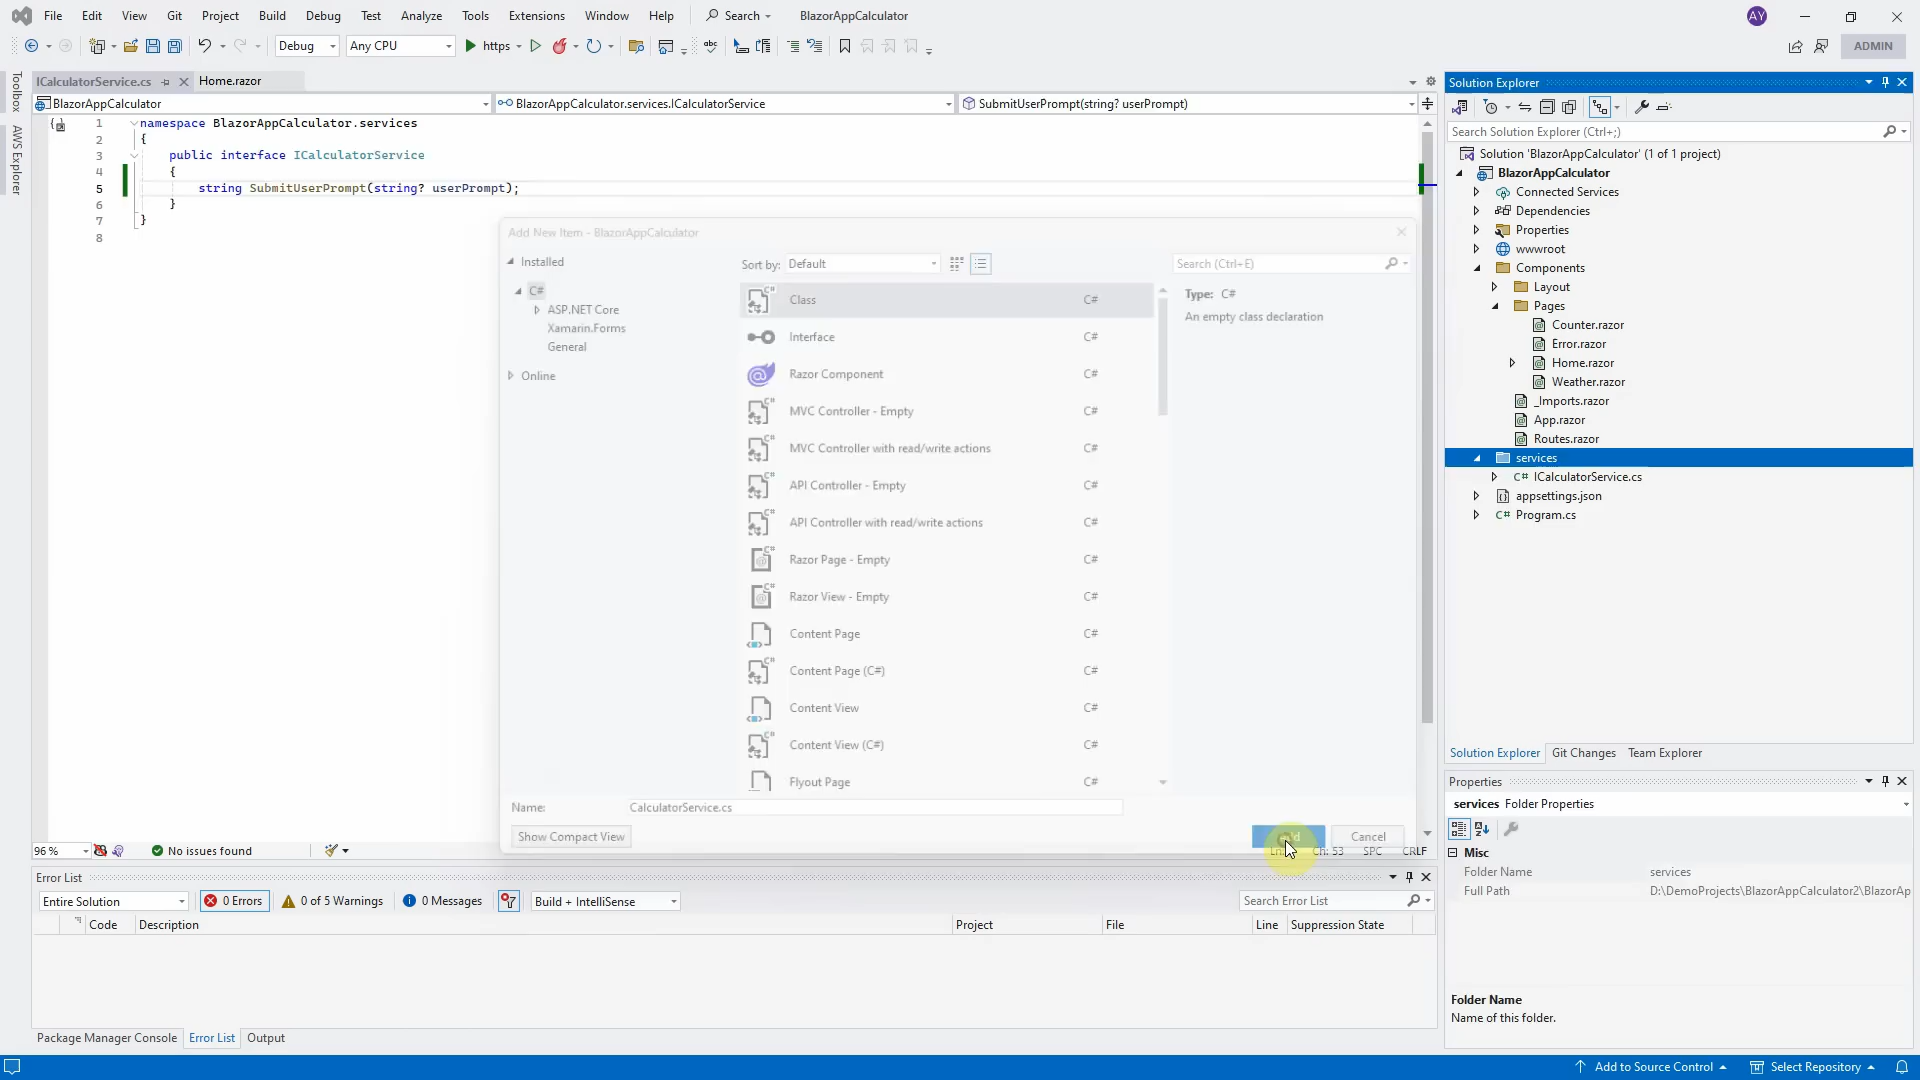 File Edit View Git Project Build Debug Test Analyze Tools Extensions Window Help Search BlazorAppCalculator AY
Debug Any CPU https ADMIN
Toolbox
AWS Explorer
ICalculatorService.cs Home.razor
BlazorAppCalculator BlazorAppCalculator.services.ICalculatorService SubmitUserPrompt(string? userPrompt)
1 namespace BlazorAppCalculator.services
2 {
3 public interface ICalculatorService
4 {
5 string SubmitUserPrompt(string? userPrompt);
6 }
7 }
8
Add New Item - BlazorAppCalculator
Installed
C#
ASP.NET Core
Xamarin.Forms
General
Online
Sort by: Default
Search (Ctrl+E)
Class C#
Interface C#
Razor Component C#
MVC Controller - Empty C#
MVC Controller with read/write actions C#
API Controller - Empty C#
API Controller with read/write actions C#
Razor Page - Empty C#
Razor View - Empty C#
Content Page C#
Content Page (C#) C#
Content View C#
Content View (C#) C#
Flyout Page C#
Type: C#
An empty class declaration
Name: CalculatorService.cs
Show Compact View Cancel
96 % No issues found Ch: 53 SPC CRLF
Error List
Entire Solution 0 Errors 0 of 5 Warnings 0 Messages Build + IntelliSense Search Error List
Code Description Project File Line Suppression State
Package Manager Console Error List Output
Solution Explorer
Search Solution Explorer (Ctrl+;)
Solution 'BlazorAppCalculator' (1 of 1 project)
BlazorAppCalculator
Connected Services
Dependencies
Properties
wwwroot
Components
Layout
Pages
Counter.razor
Error.razor
Home.razor
Weather.razor
_Imports.razor
App.razor
Routes.razor
services
C# ICalculatorService.cs
appsettings.json
C# Program.cs
Solution Explorer Git Changes Team Explorer
Properties
services Folder Properties
Misc
Folder Name services
Full Path D:\DemoProjects\BlazorAppCalculator2\BlazorAp
Folder Name
Name of this folder.
Add to Source Control Select Repository